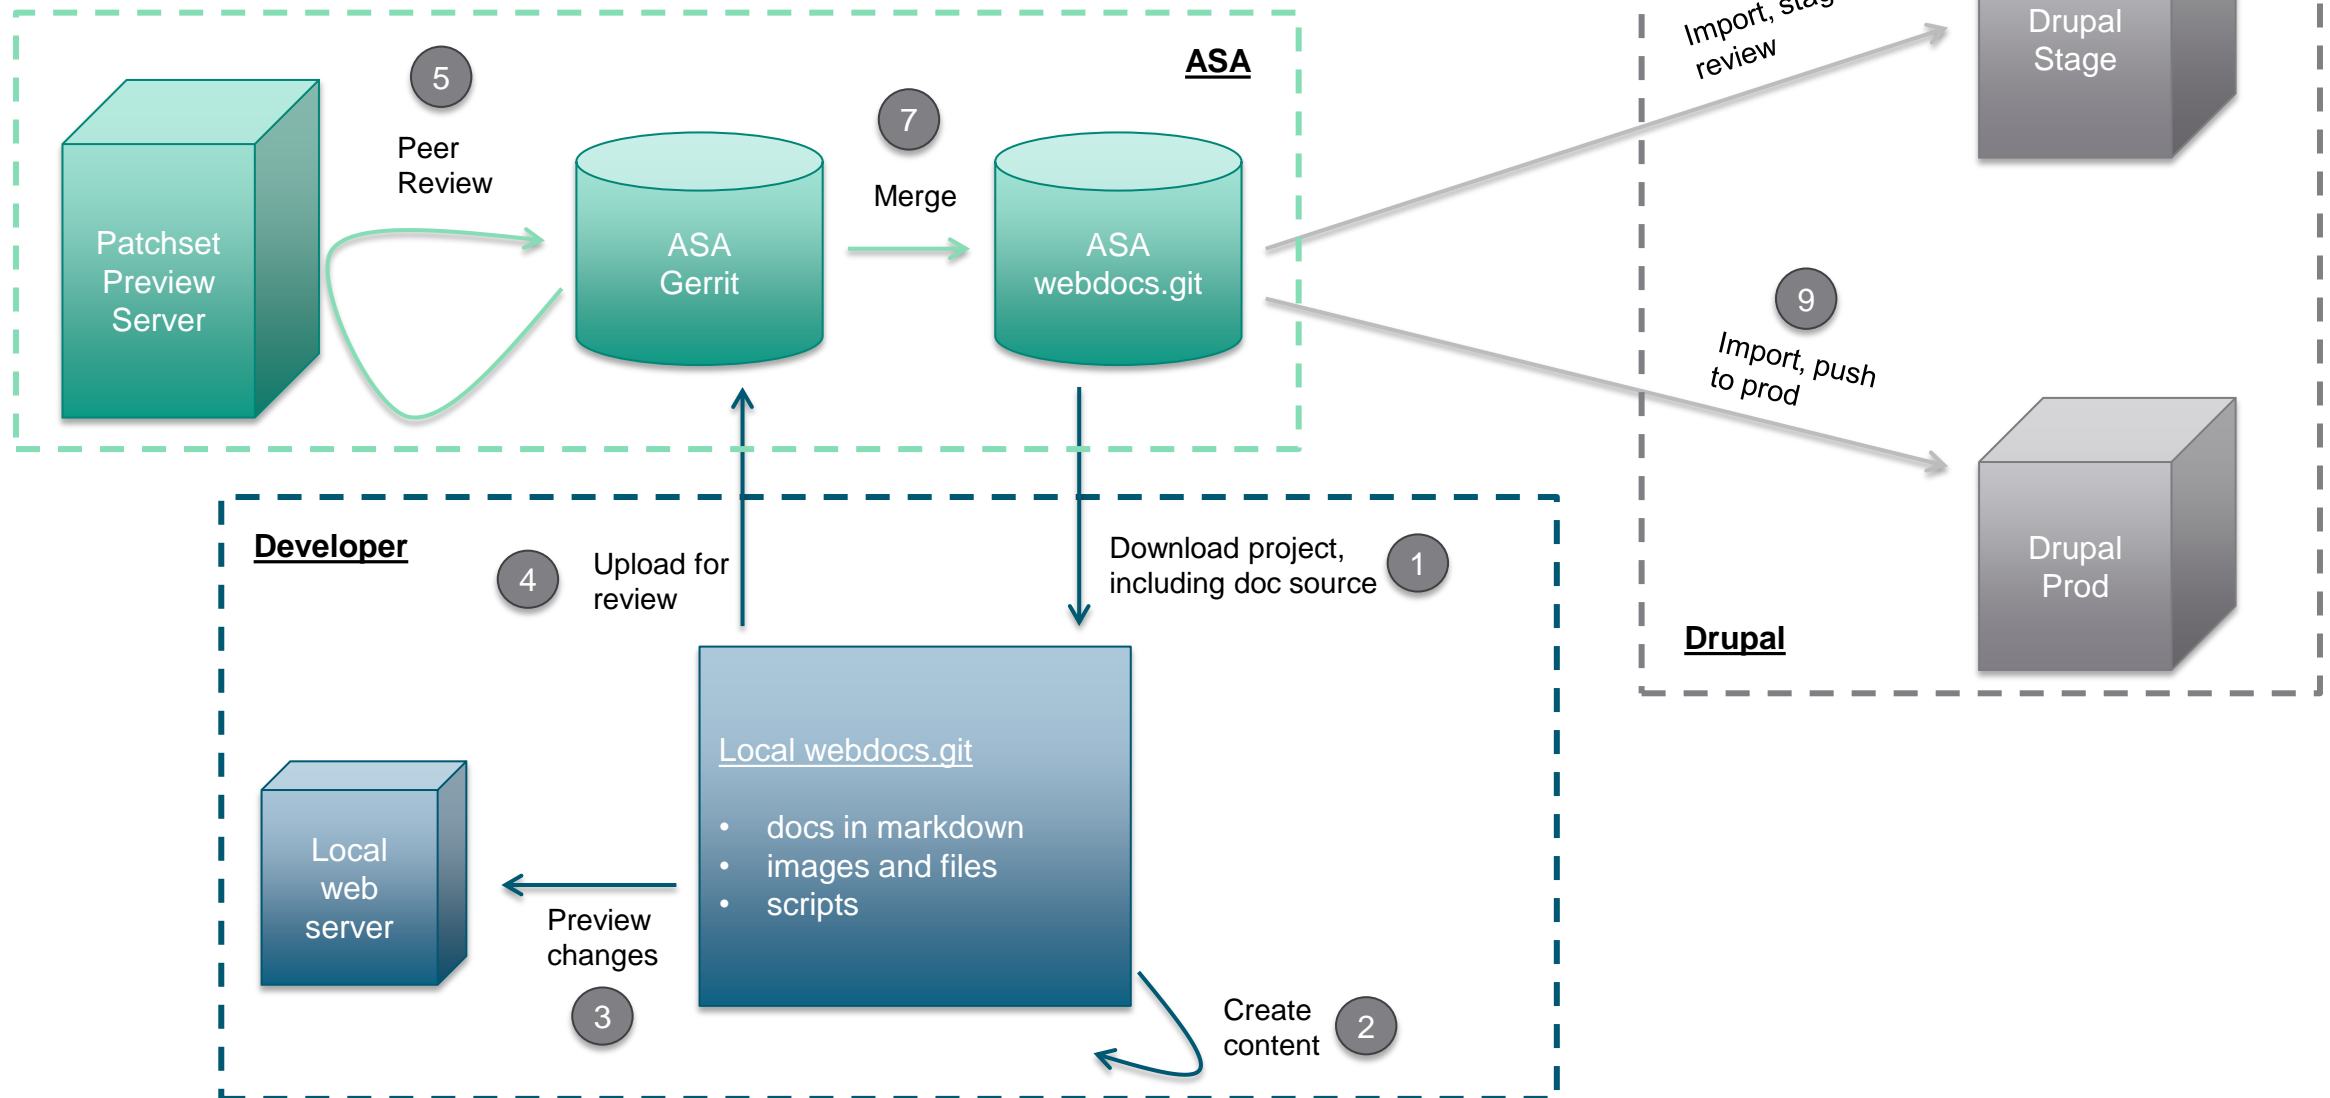 ASA
5
Peer
Review
7
Merge
Patchset
Preview
Server
ASA
Gerrit
ASA
webdocs.git
Import,
review
Drupal
Stage
9
Import, push
to prod
Drupal
Prod
Drupal
Developer
4
Upload for
review
Download project,
including doc source
1
Local webdocs.git
• docs in markdown
• images and files
• scripts
Local
web
server
Preview
changes
3
Create
content
2